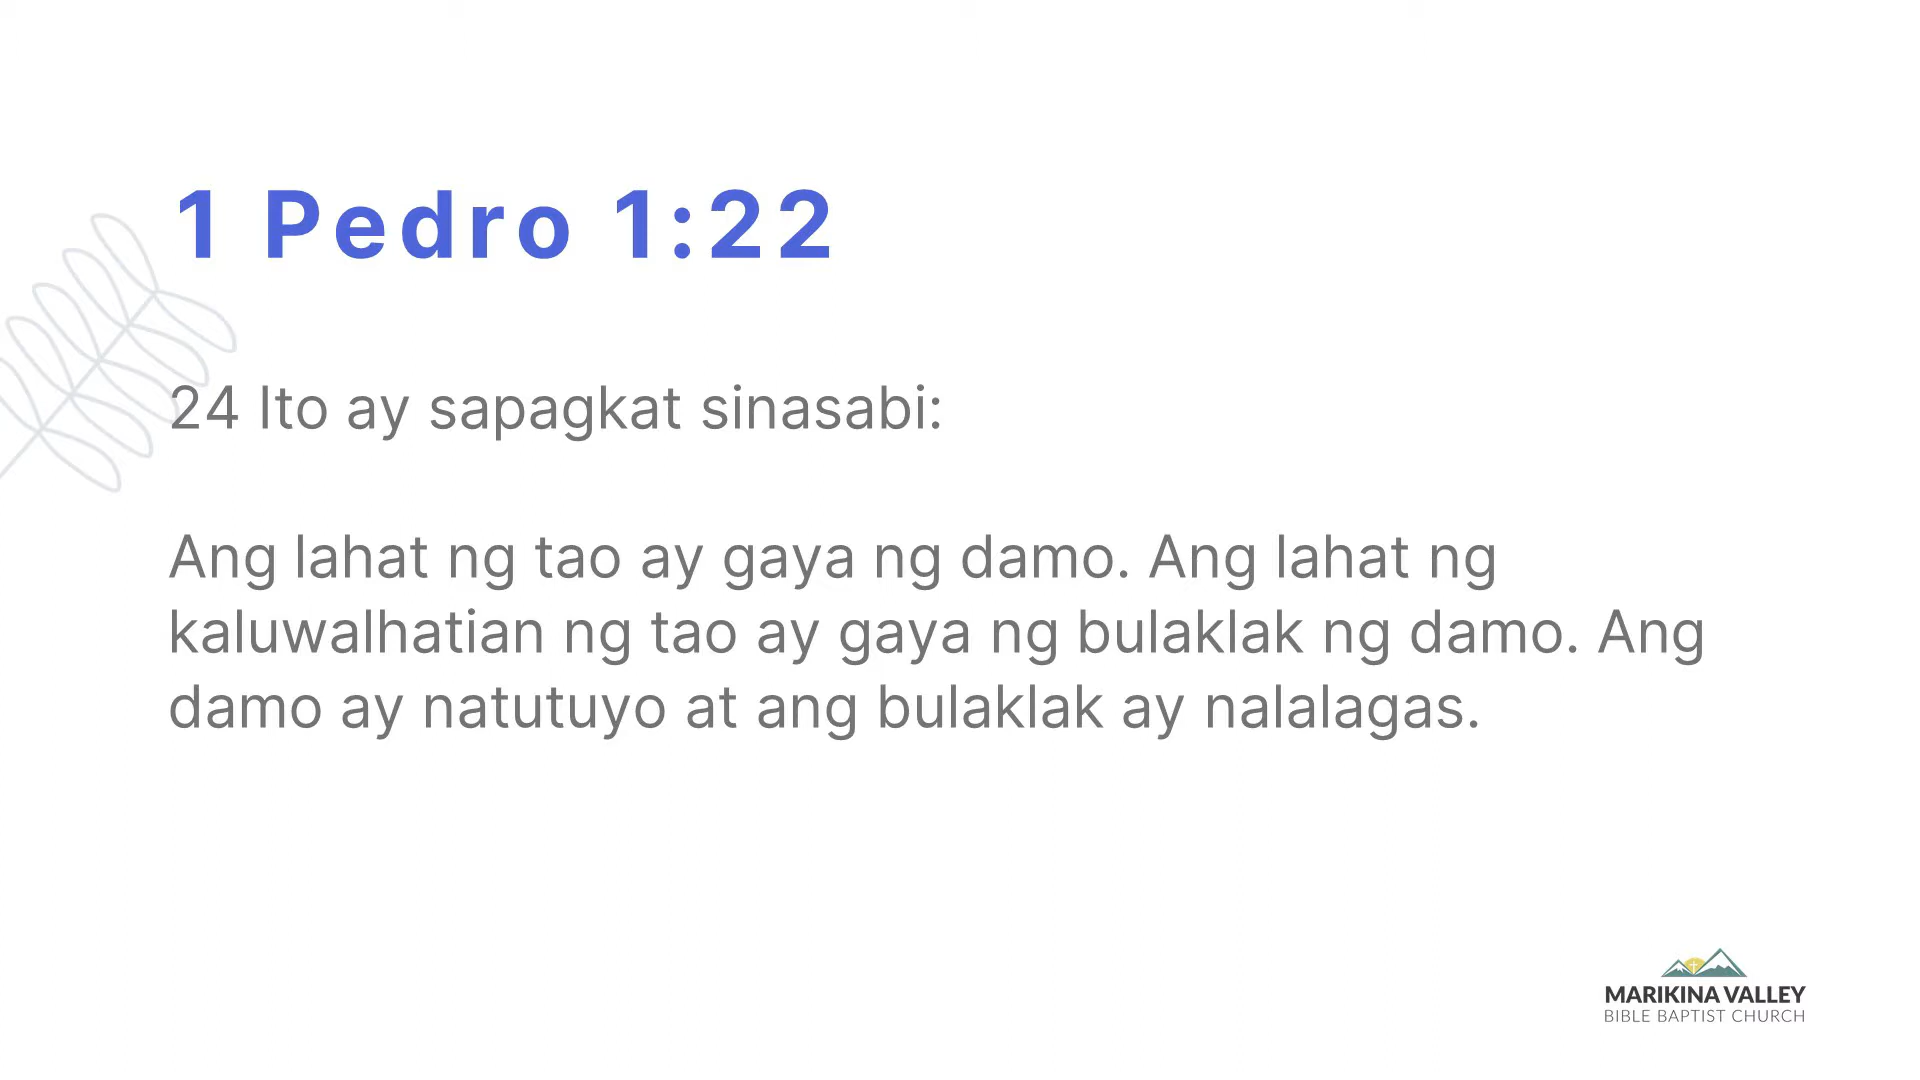 1 Pedro 1:22
24 Ito ay sapagkat sinasabi:
Ang lahat ng tao ay gaya ng damo. Ang lahat ng
kaluwalhatian ng tao ay gaya ng bulaklak ng damo. Ang
damo ay natutuyo at ang bulaklak ay nalalagas.
MARIKINA VALLEY
BIBLE BAPTIST CHURCH